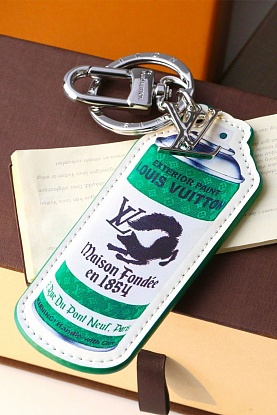 EXTERIOR PAINT
LOUIS VUITTON
LV
Maison Fondée
en 1854
Rue Du Pont Neuf, Paris